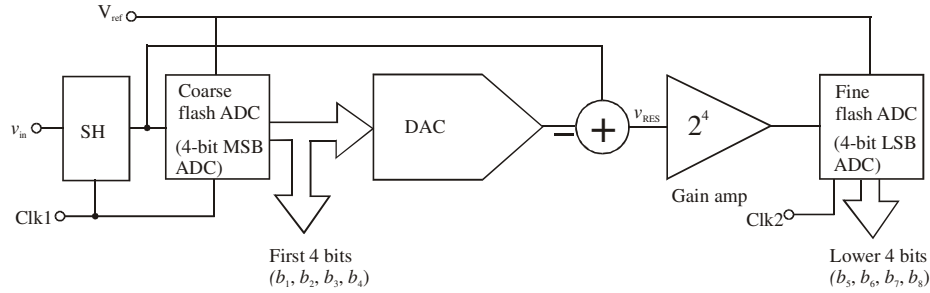 V_ref
v_in
SH
Coarse
flash ADC
(4-bit MSB
ADC)
DAC
−
+
v_RES
2^4
Gain amp
Fine
flash ADC
(4-bit LSB
ADC)
Clk1
Clk2
First 4 bits
(b_1, b_2, b_3, b_4)
Lower 4 bits
(b_5, b_6, b_7, b_8)